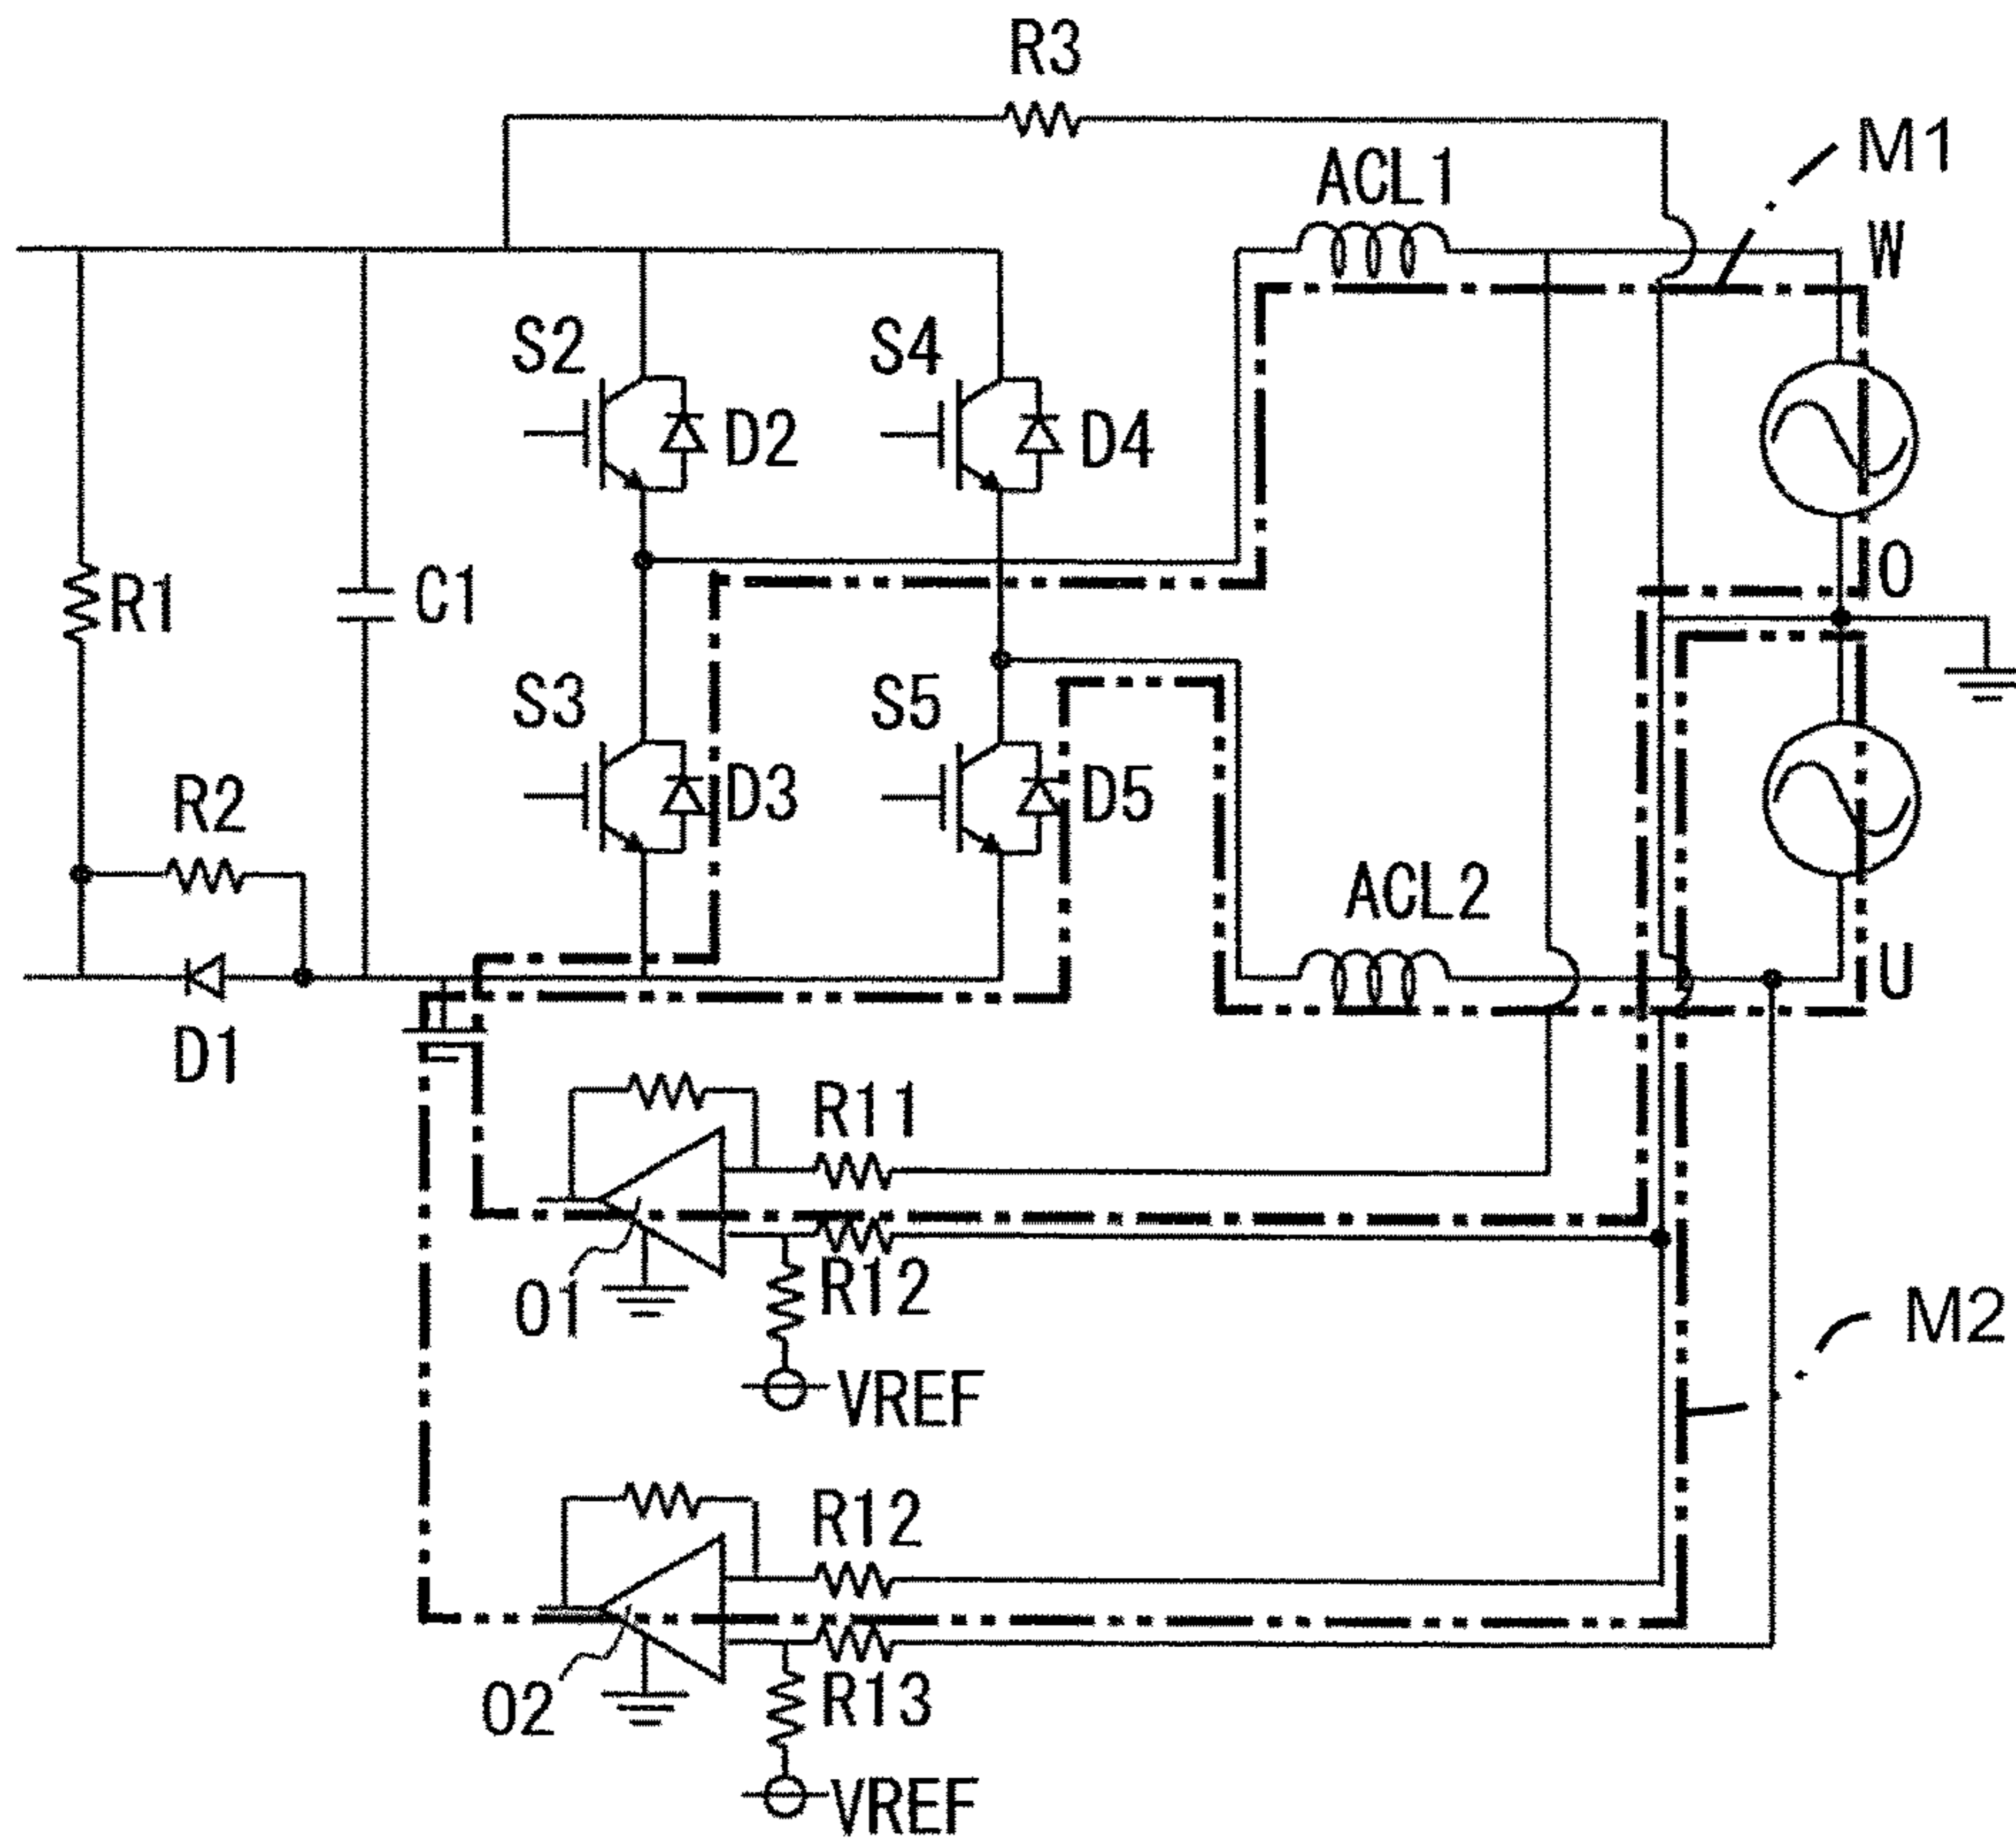 R3
M1
ACL1
W
S2
S4
D2
D4
R1
C1
O
S3
S5
D3
D5
R2
ACL2
U
D1
R11
R12
O1
M2
VREF
R12
R13
O2
VREF